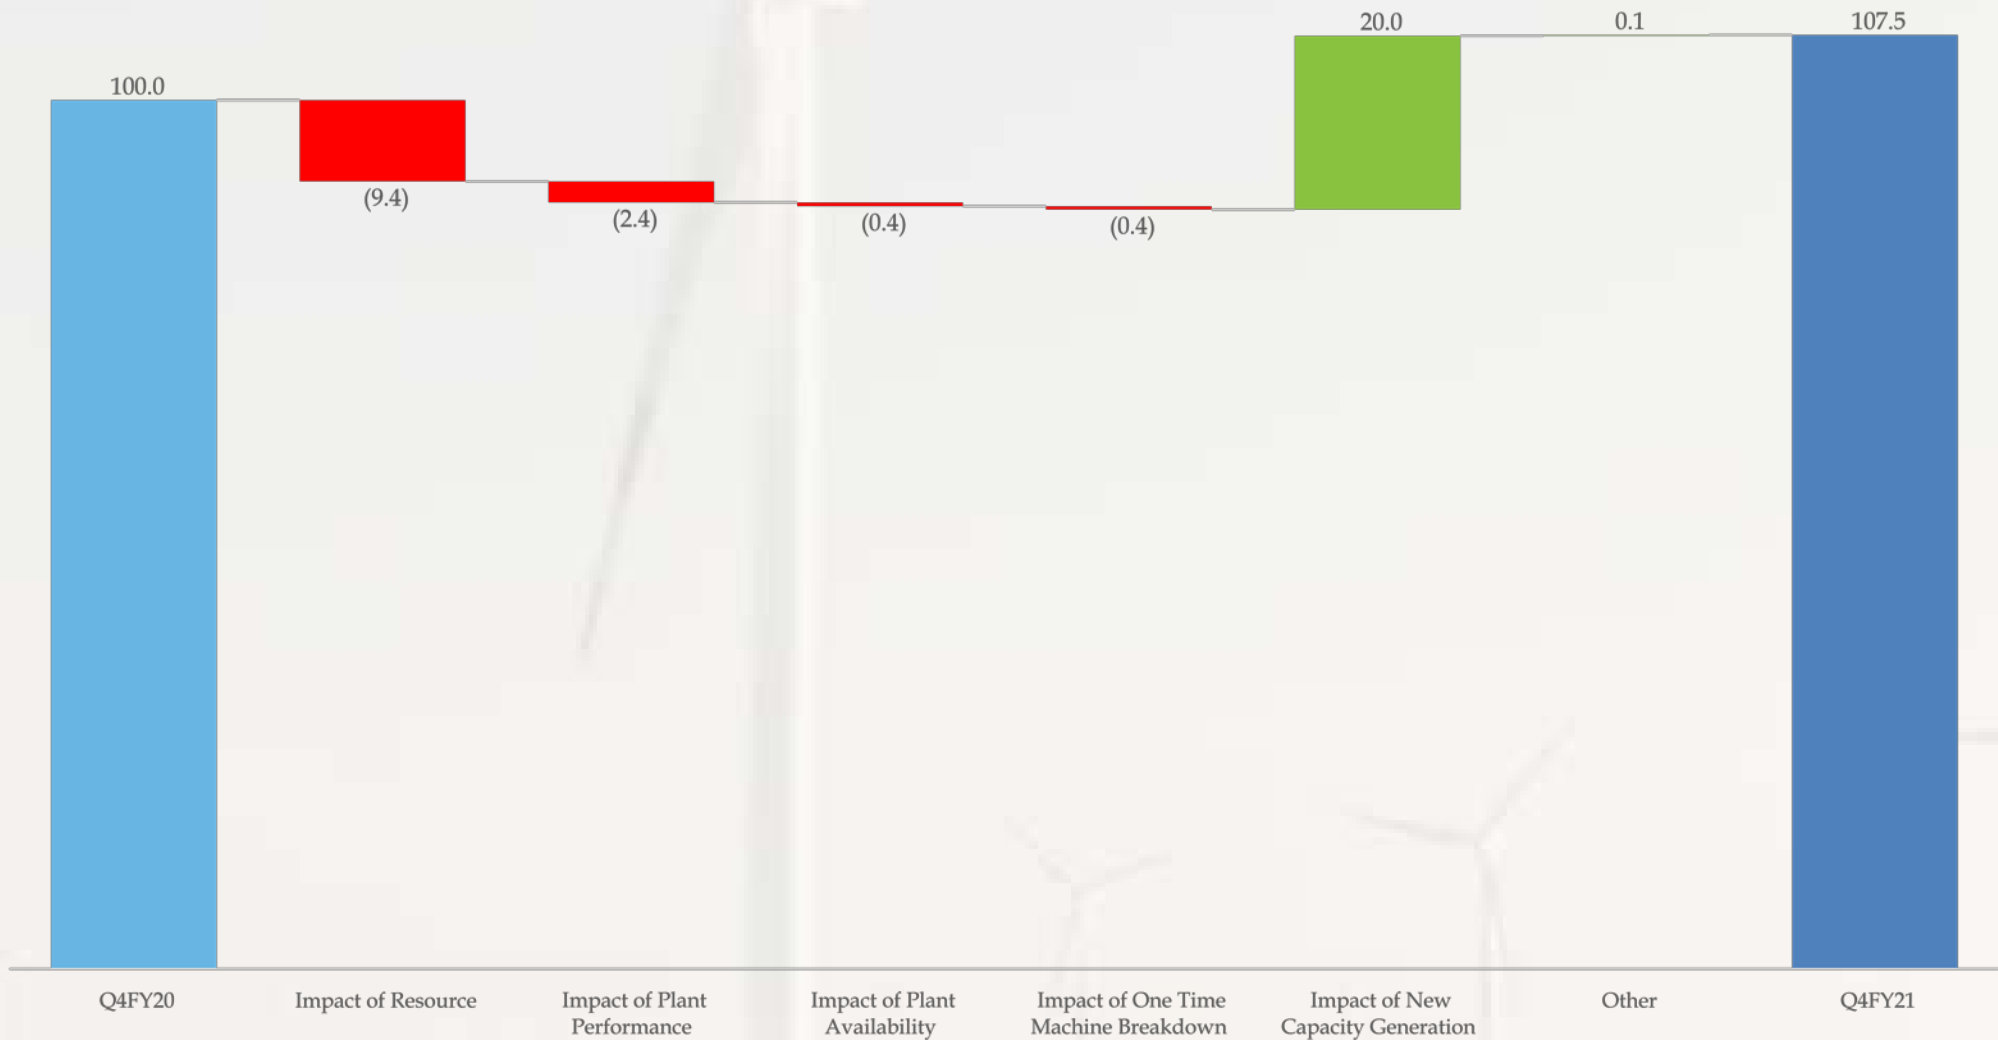 20.0
0.1
107.5
100.0
(9.4)
(2.4)
(0.4)
(0.4)
Q4FY20
Impact of Resource
Impact of Plant
Performance
Impact of Plant
Availability
Impact of One Time
Machine Breakdown
Impact of New
Capacity Generation
Other
Q4FY21